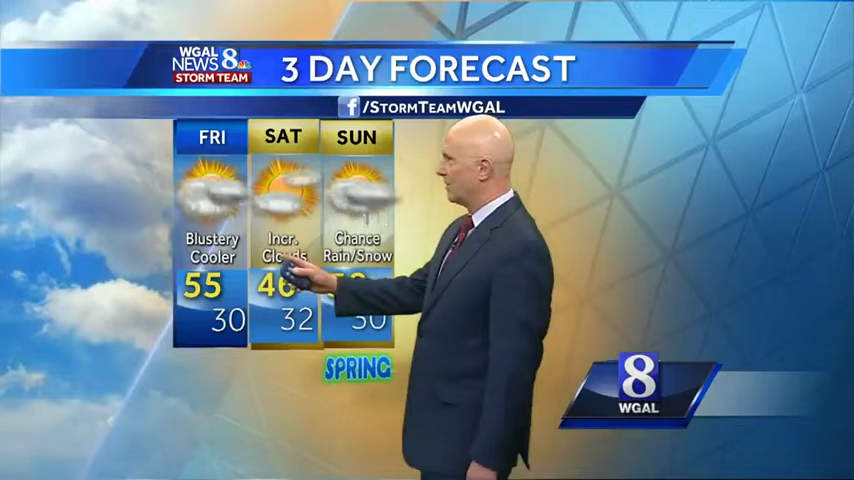 WGAL
NEWS 8
STORM TEAM
3 DAY FORECAST
f/STORMTEAMWGAL
FRI SAT SUN
Blustery Incr. Chance
Cooler Clouds Rain/Snow
55 46
30 32 30
SPRING
8
WGAL